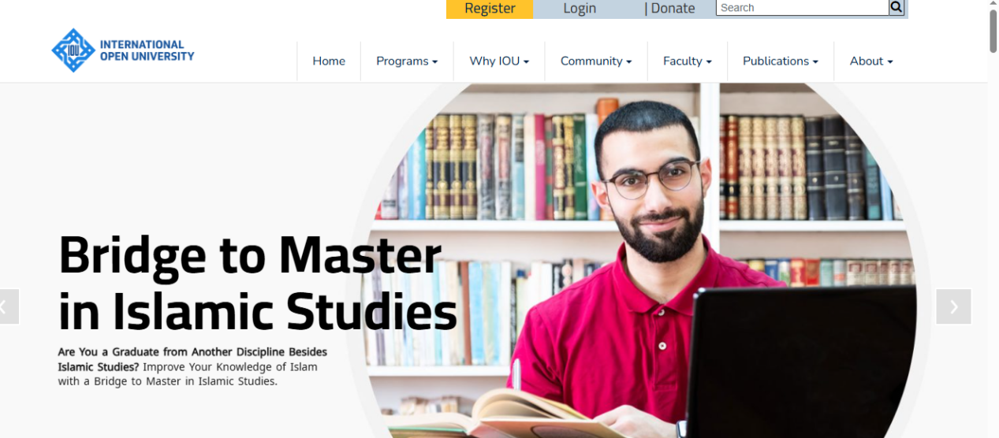 Register
Login
| Donate
Search
IOU
INTERNATIONAL
OPEN UNIVERSITY
Home
Programs
Why IOU
Community
Faculty
Publications
About
Bridge to Master
in Islamic Studies
Are You a Graduate from Another Discipline Besides
Islamic Studies? Improve Your Knowledge of Islam
with a Bridge to Master in Islamic Studies.